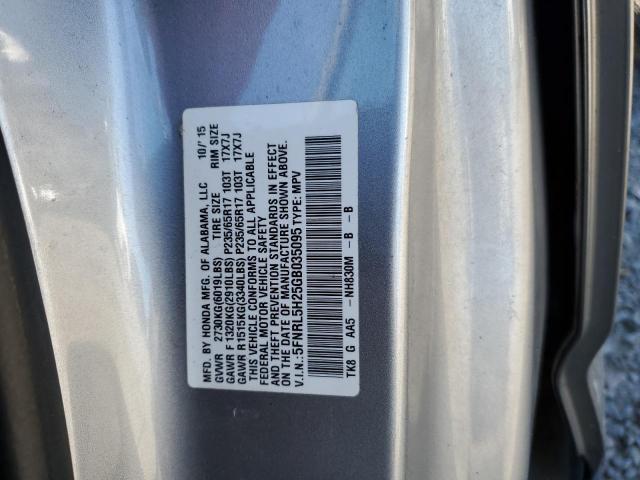 MFD. BY HONDA MFG. OF ALABAMA, LLC 10/'15
GVWR 2730KG(6019LBS) TIRE SIZE RIM SIZE
GAWR F1320KG(2910LBS) P235/65R17 103T 17X7J
GAWR R1515KG(3340LBS) P235/65R17 103T 17X7J
THIS VEHICLE CONFORMS TO ALL APPLICABLE
FEDERAL MOTOR VEHICLE SAFETY
AND THEFT PREVENTION STANDARDS IN EFFECT
ON THE DATE OF MANUFACTURE SHOWN ABOVE.
V.I.N.:5FNRL5H25GB035095 TYPE: MPV
TK8 G AA5 -NH830M -B -B